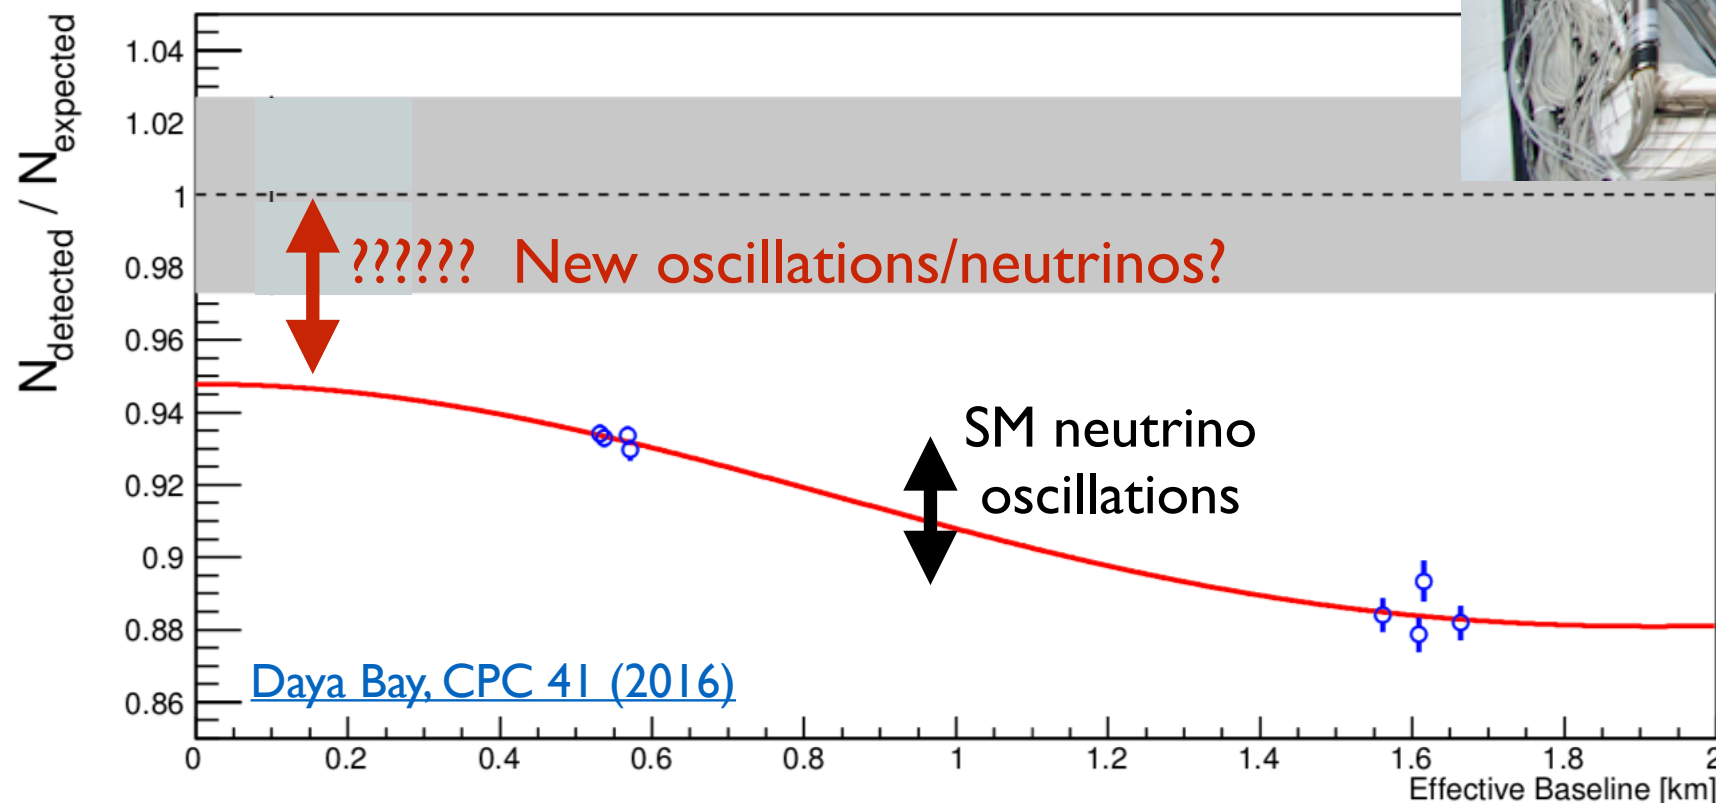 N_detected / N_expected
1.04
1.02
1
0.98
0.96
0.94
0.92
0.9
0.88
0.86
?????? New oscillations/neutrinos?
SM neutrino
oscillations
Daya Bay, CPC 41 (2016)
0 0.2 0.4 0.6 0.8 1 1.2 1.4 1.6 1.8 2
Effective Baseline [km]